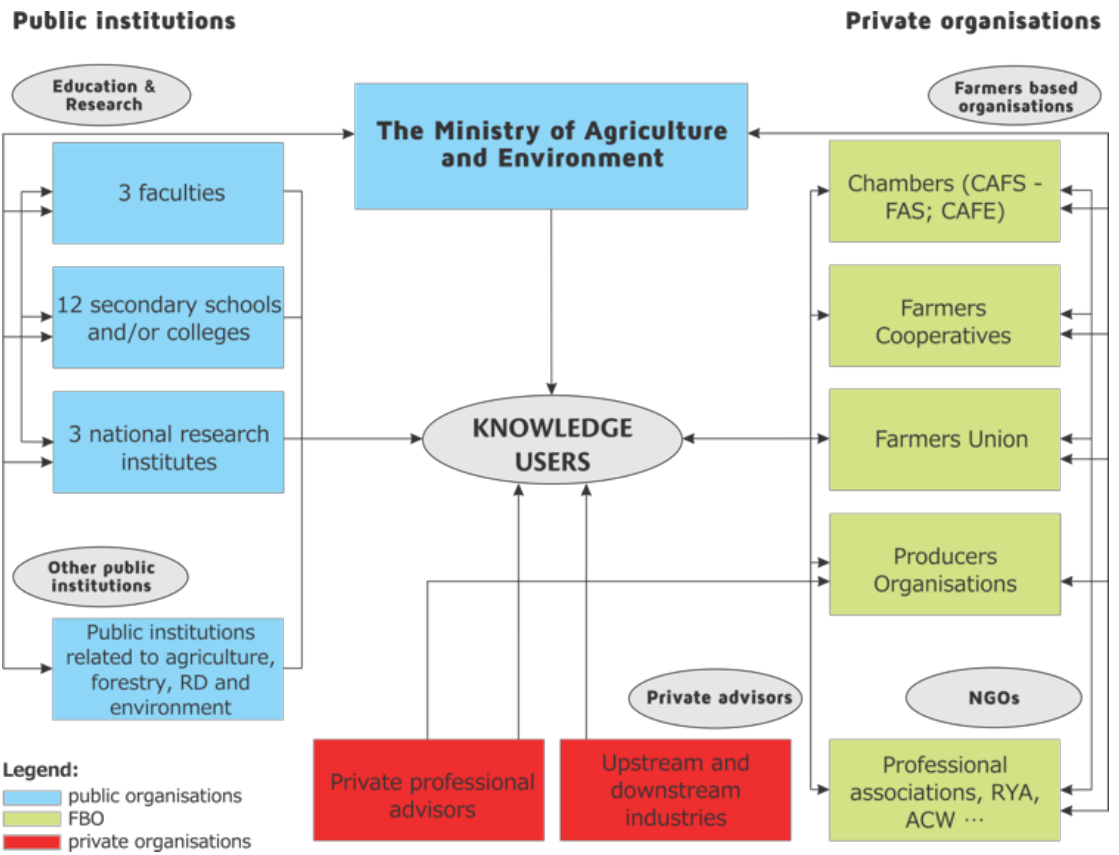 Public institutions
Private organisations
Education &
Research
Farmers based
organisations
The Ministry of Agriculture
and Environment
3 faculties
Chambers (CAFS -
FAS; CAFE)
12 secondary schools
and/or colleges
Farmers
Cooperatives
3 national research
institutes
KNOWLEDGE
USERS
Farmers Union
Other public
institutions
Producers
Organisations
Public institutions
related to agriculture,
forestry, RD and
environment
Private advisors
NGOs
Private professional
advisors
Upstream and
downstream
industries
Professional
associations, RYA,
ACW ...
Legend:
public organisations
FBO
private organisations